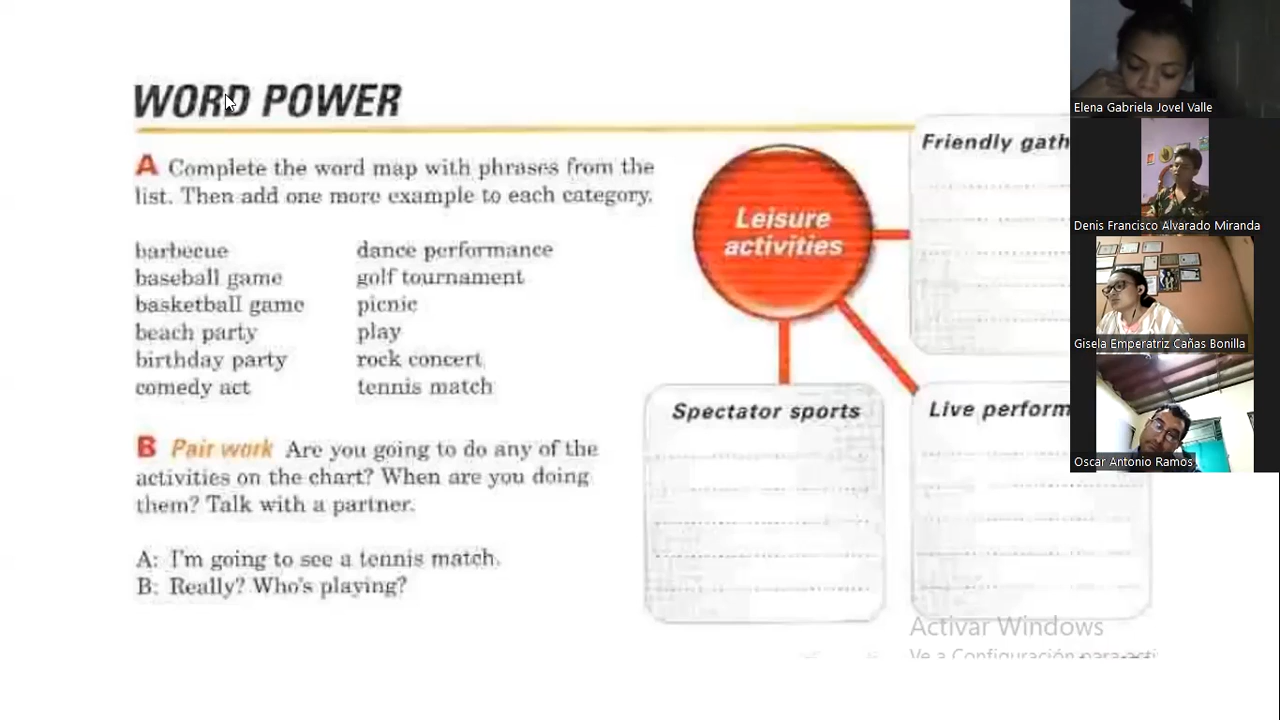 WORD POWER
A Complete the word map with phrases from the
list. Then add one more example to each category.
barbecue
baseball game
basketball game
beach party
birthday party
comedy act
dance performance
golf tournament
picnic
play
rock concert
tennis match
B Pair work Are you going to do any of the
activities on the chart? When are you doing
them? Talk with a partner.
A: I'm going to see a tennis match.
B: Really? Who's playing?
Leisure
activities
Friendly gath
Spectator sports
Live perform
Activar Windows
Ve a Configuración para acti
Elena Gabriela Jovel Valle
Denis Francisco Alvarado Miranda
Gisela Emperatriz Cañas Bonilla
Oscar Antonio Ramos